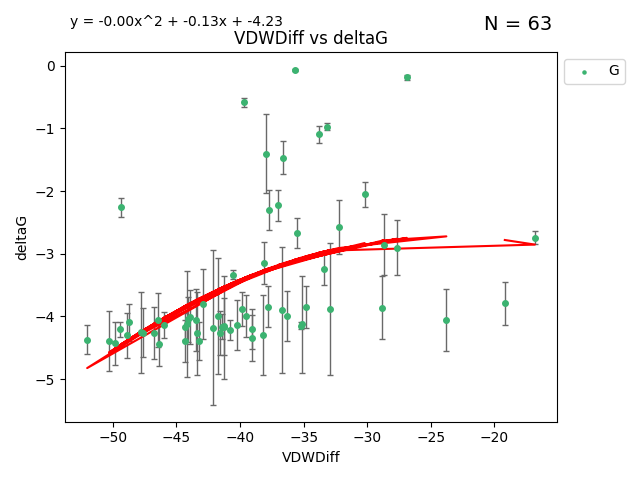 y = -0.00x^2 + -0.13x + -4.23
N = 63
VDWDiff vs deltaG
G
deltaG
0
−1
−2
−3
−4
−5
−50
−45
−40
−35
−30
−25
−20
VDWDiff